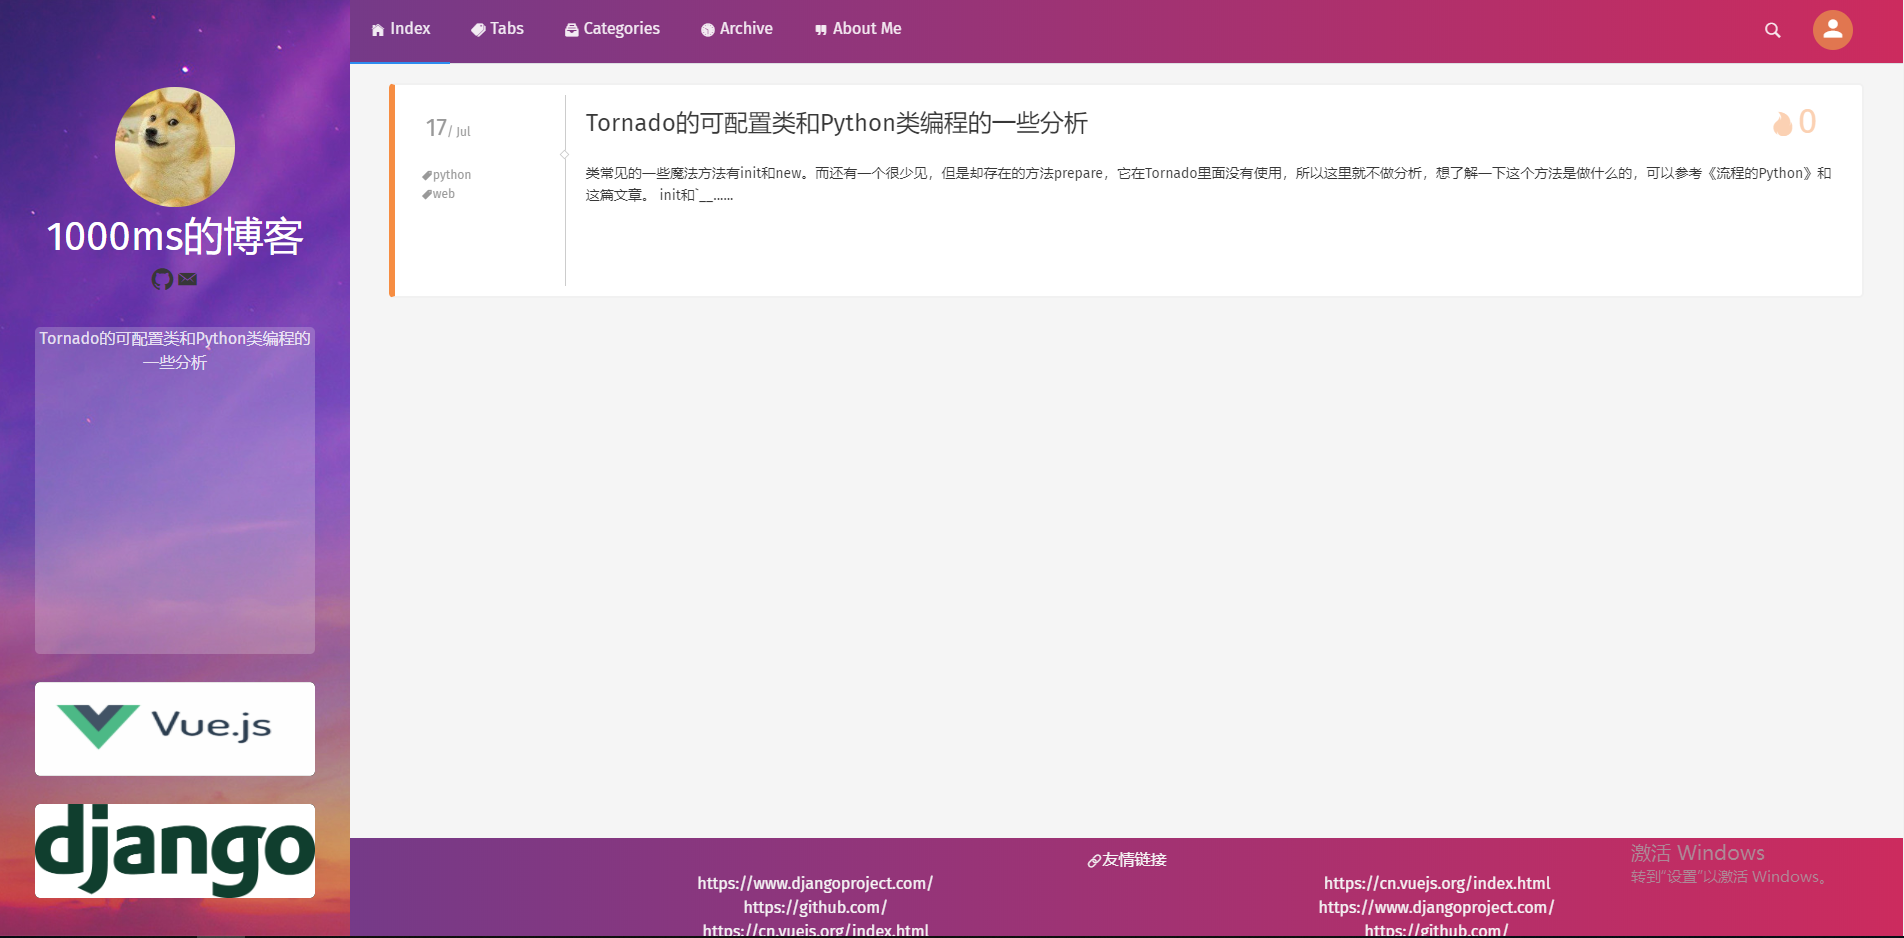 Index
Tabs
Categories
Archive
About Me
1000ms的博客
Tornado的可配置类和Python类编程的
一些分析
Vue.js
django
17/ Jul
python
web
Tornado的可配置类和Python类编程的一些分析
0
类常见的一些魔法方法有init和new。而还有一个很少见，但是却存在的方法prepare，它在Tornado里面没有使用，所以这里就不做分析，想了解一下这个方法是做什么的，可以参考《流程的Python》和
这篇文章。 init和`__......
友情链接
https://www.djangoproject.com/
https://cn.vuejs.org/index.html
https://github.com/
https://www.djangoproject.com/
https://cn.vuejs.org/index.html
https://github.com/
激活 Windows
转到“设置”以激活 Windows。